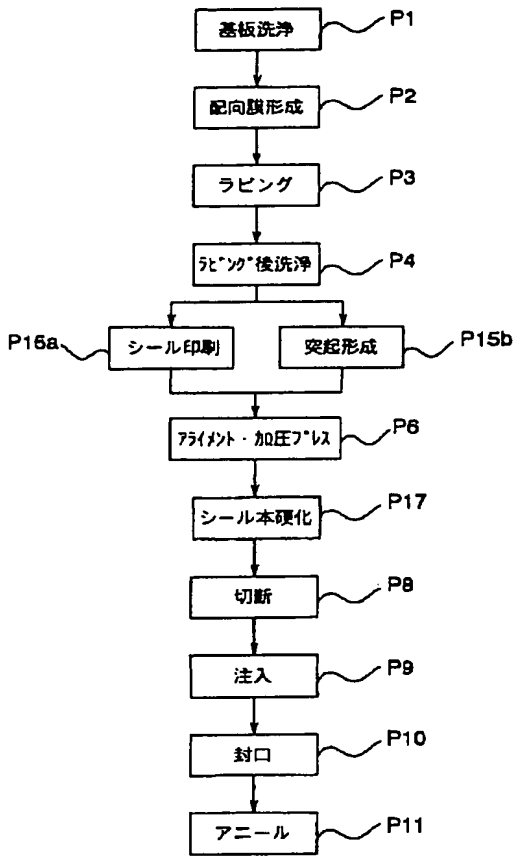 基板洗浄 P1
配向膜形成 P2
ラビング P3
ラビング後洗浄 P4
P15a シール印刷 突起形成 P15b
アライメント・加圧プレス P6
シール本硬化 P17
切断 P8
注入 P9
封口 P10
アニール P11